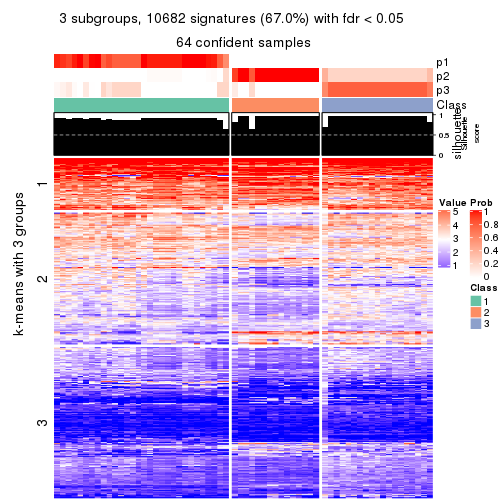 3 subgroups, 10682 signatures (67.0%) with fdr < 0.05
64 confident samples
p1
p2
p3
Class
1
0.5
0
silhouette
Silhouette
score
k-means with 3 groups
1
2
3
Value
5
4
3
2
1
Prob
1
0.8
0.6
0.4
0.2
0
Class
1
2
3